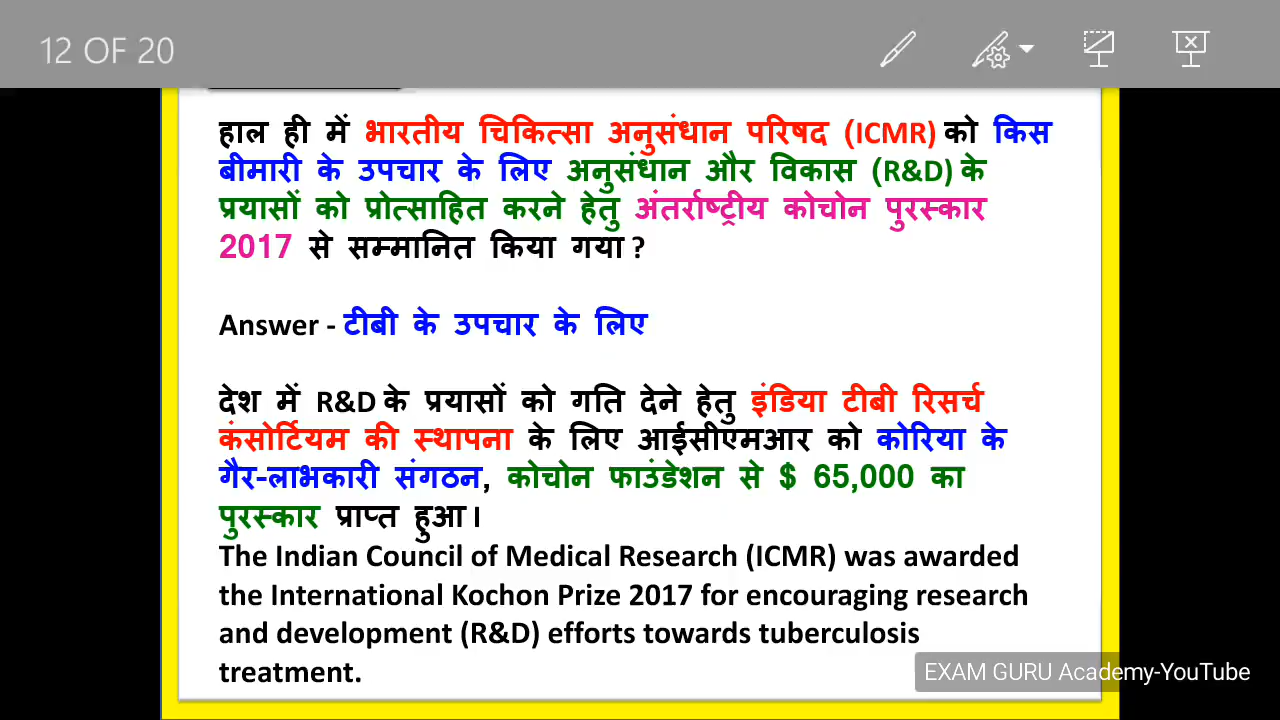 12 OF 20
हाल ही में भारतीय चिकित्सा अनुसंधान परिषद (ICMR) को किस
बीमारी के उपचार के लिए अनुसंधान और विकास (R&D) के
प्रयासों को प्रोत्साहित करने हेतु अंतर्राष्ट्रीय कोचोन पुरस्कार
2017 से सम्मानित किया गया ?
Answer - टीबी के उपचार के लिए
देश में R&D के प्रयासों को गति देने हेतु इंडिया टीबी रिसर्च
कंसोर्टियम की स्थापना के लिए आईसीएमआर को कोरिया के
गैर-लाभकारी संगठन, कोचोन फाउंडेशन से $ 65,000 का
पुरस्कार प्राप्त हुआ।
The Indian Council of Medical Research (ICMR) was awarded
the International Kochon Prize 2017 for encouraging research
and development (R&D) efforts towards tuberculosis
treatment.
EXAM GURU Academy-YouTube